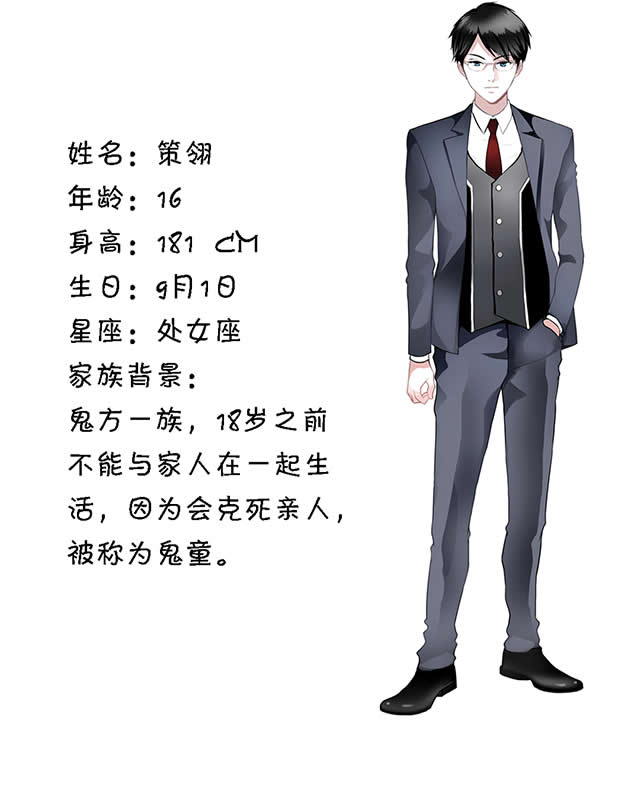 姓名：策翎
年龄：16
身高：181 CM
生日：9月1日
星座：处女座
家族背景：
鬼方一族，18岁之前
不能与家人在一起生
活，因为会克死亲人，
被称为鬼童。